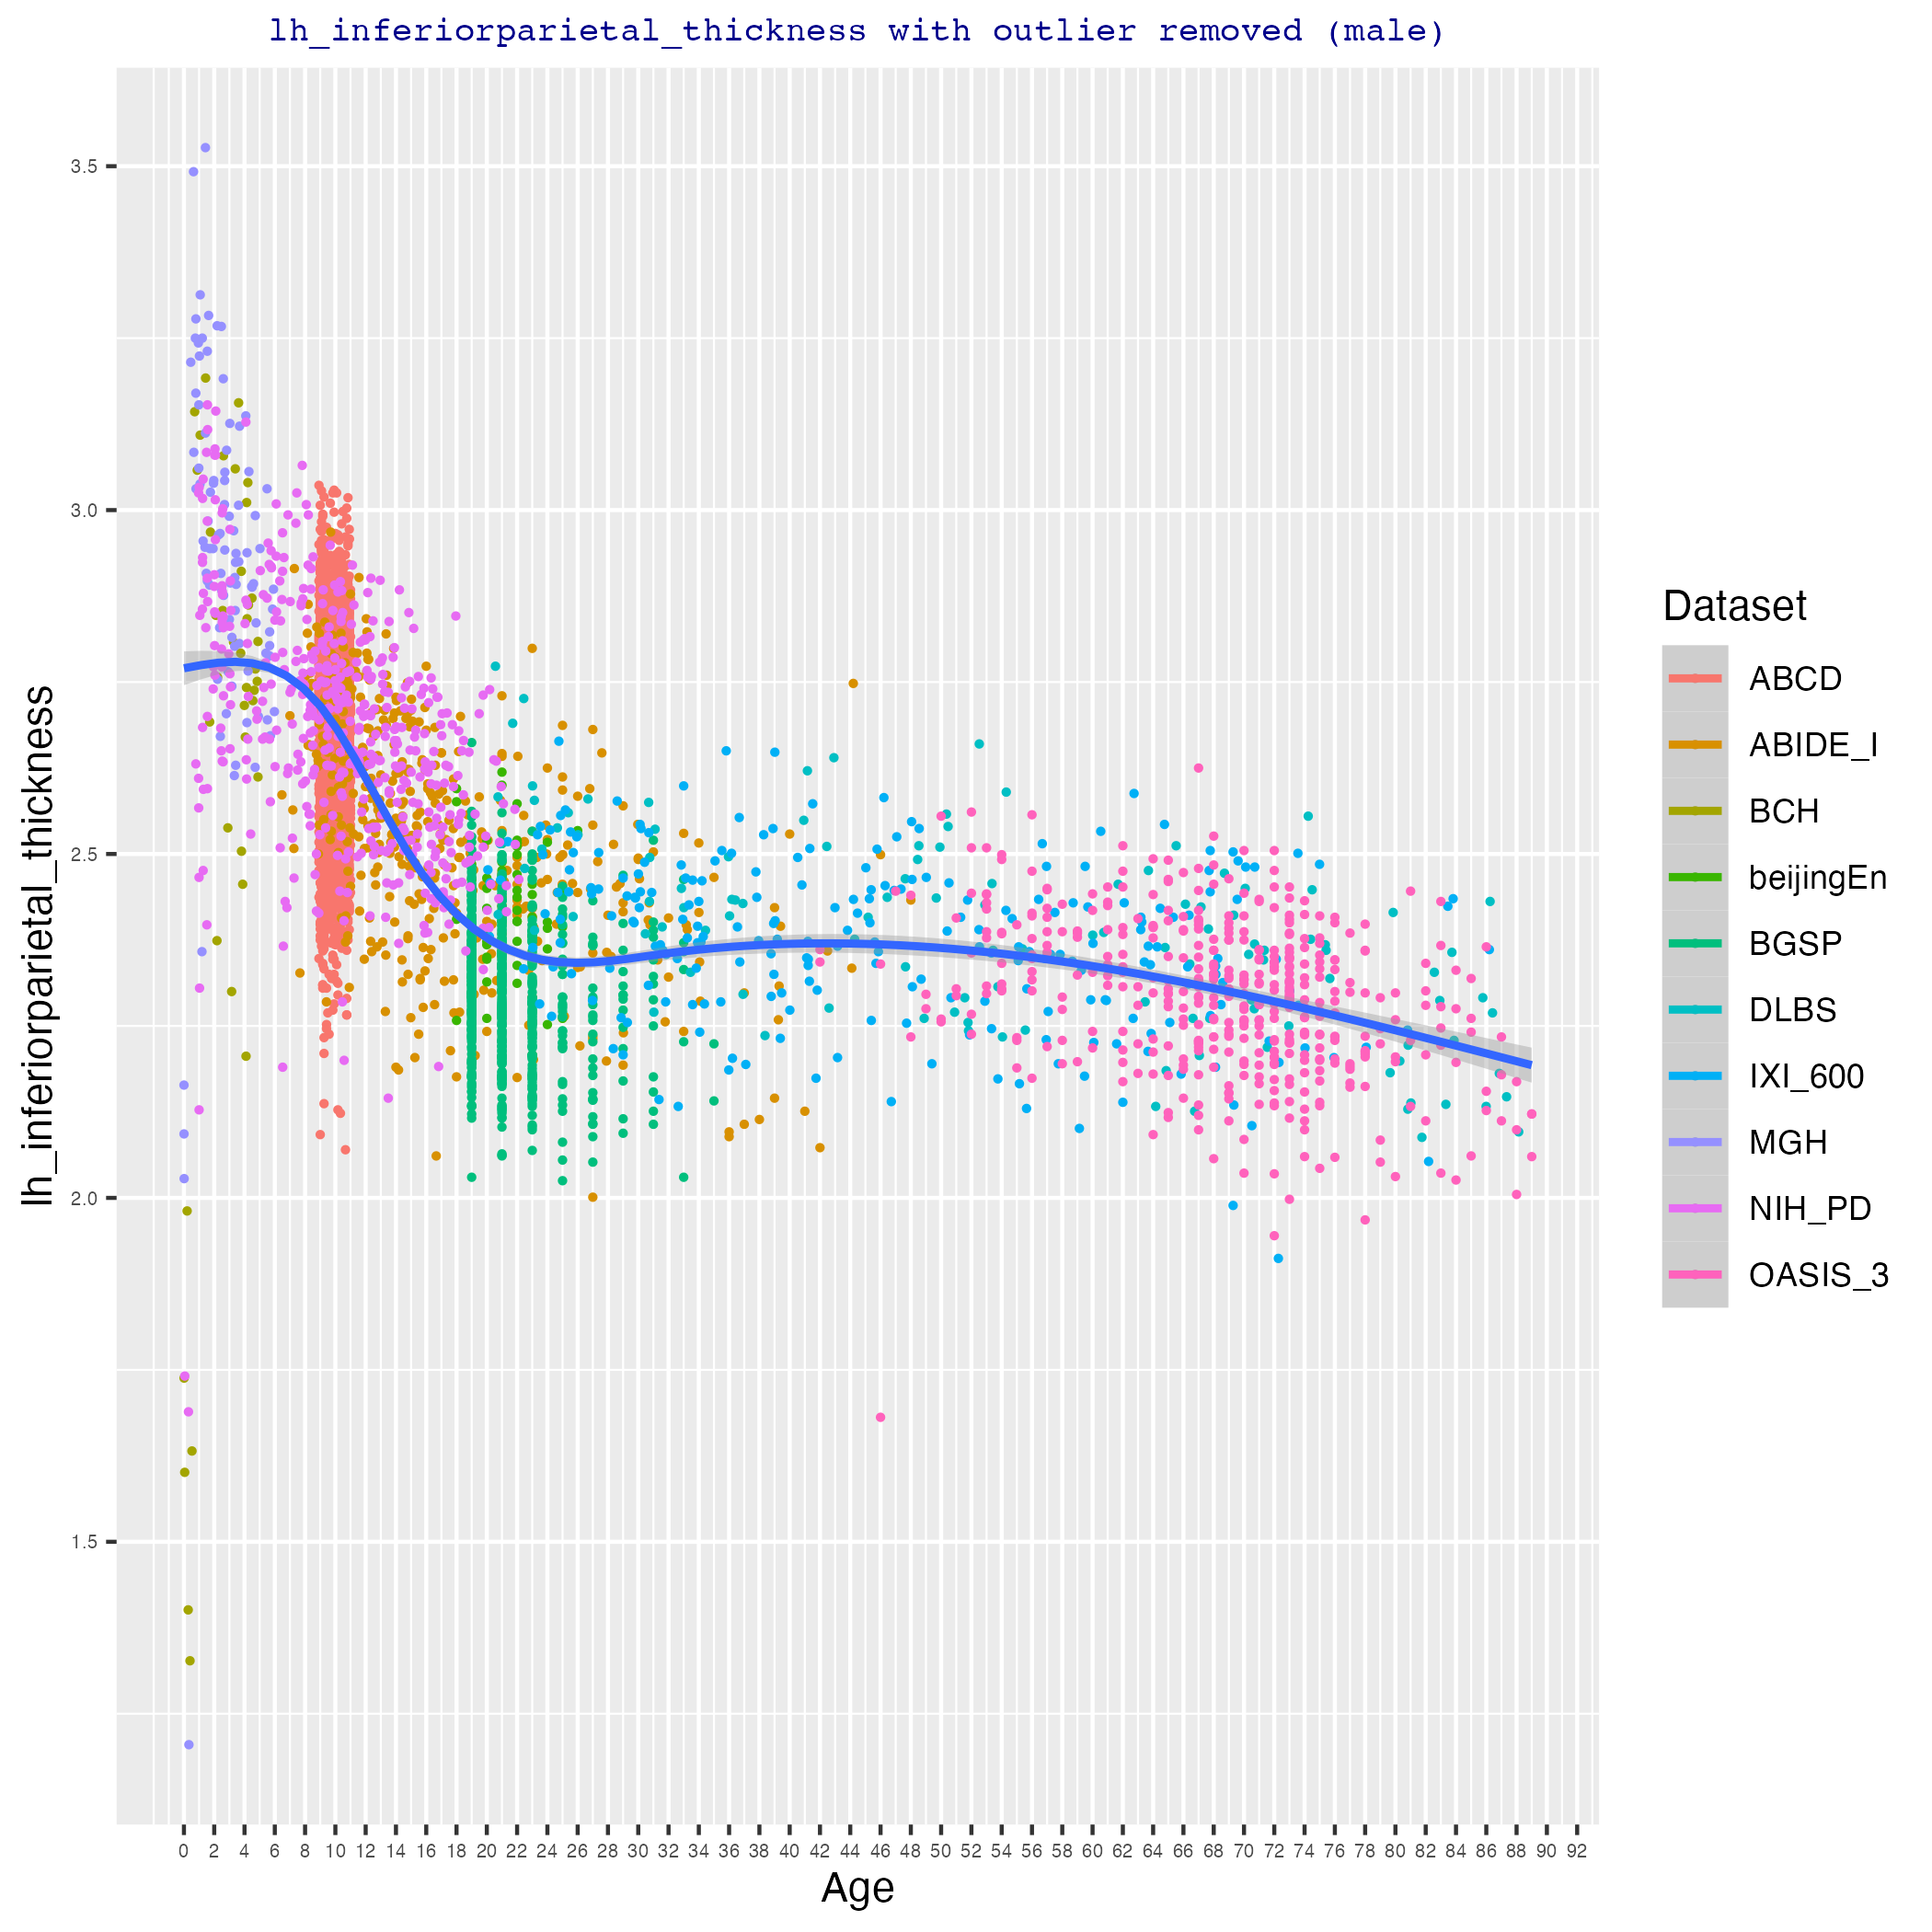 lh_inferiorparietal_thickness with outlier removed (male)
lh_inferiorparietal_thickness
3.5
3.0
2.5
2.0
1.5
0 2 4 6 8 10 12 14 16 18 20 22 24 26 28 30 32 34 36 38 40 42 44 46 48 50 52 54 56 58 60 62 64 66 68 70 72 74 76 78 80 82 84 86 88 90 92
Age
Dataset
ABCD
ABIDE_I
BCH
beijingEn
BGSP
DLBS
IXI_600
MGH
NIH_PD
OASIS_3